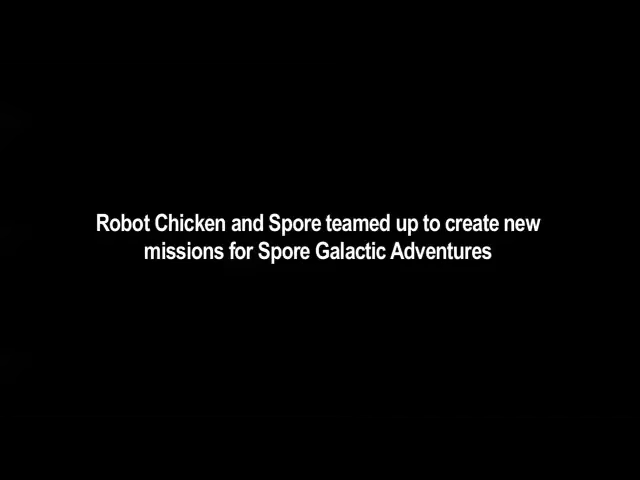 Robot Chicken and Spore teamed up to create new
missions for Spore Galactic Adventures